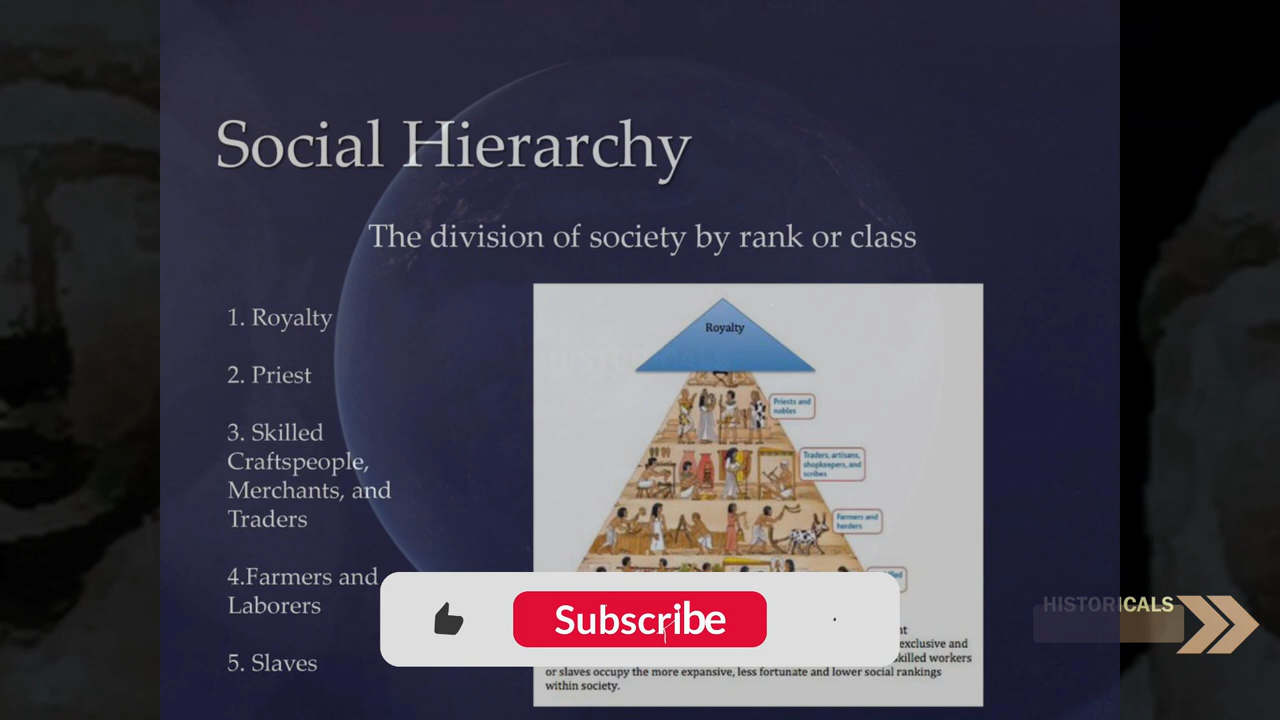 Social Hierarchy
The division of society by rank or class
1. Royalty
2. Priest
3. Skilled
Craftspeople,
Merchants, and
Traders
4.Farmers and
Laborers
5. Slaves
Royalty
Priests and
nobles
Traders, artisans,
shopkeepers, and
scribes
Farmers and
herders
exclusive and
skilled workers
or slaves occupy the more expansive, less fortunate and lower social rankings
within society.
Subscribe
HISTORICALS